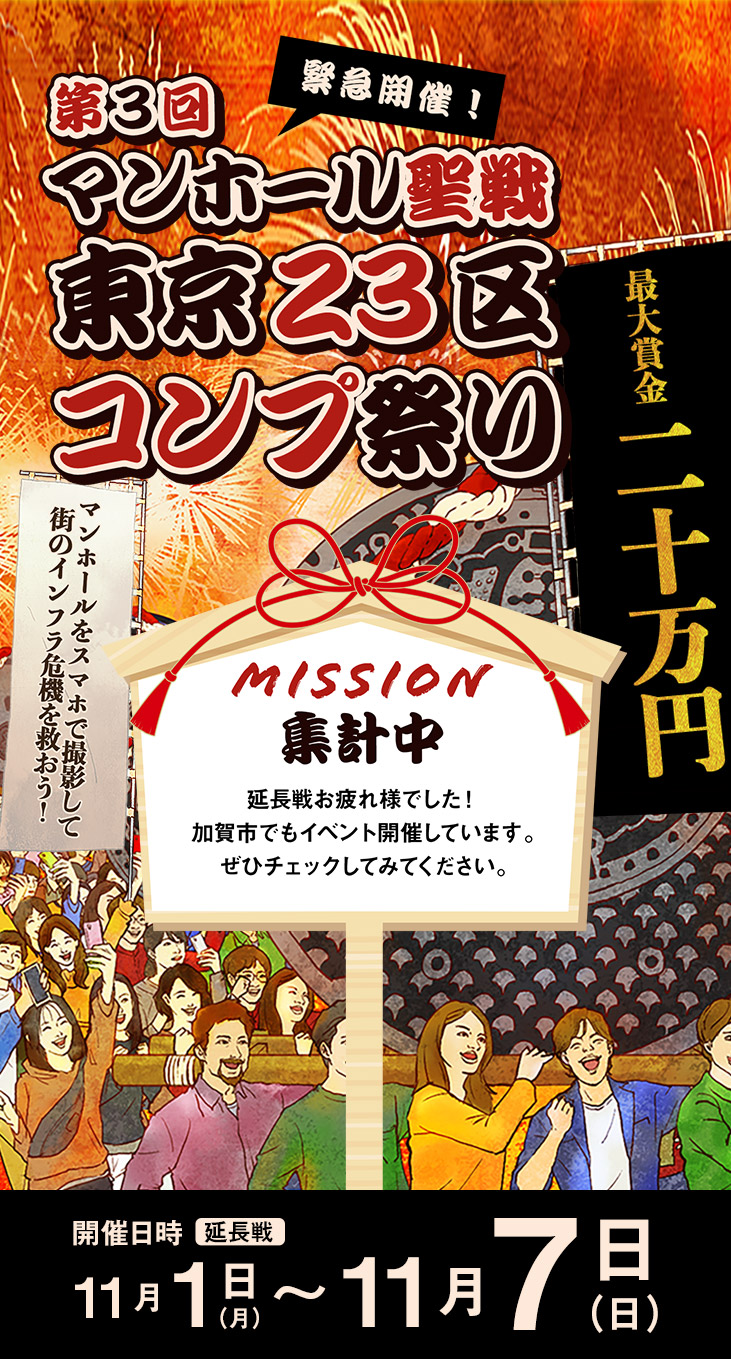 緊急開催！
第3回
マンホール聖戦
東京23区
コンプ祭り
最大賞金
二十万円
マンホールをスマホで撮影して
街のインフラ危機を救おう！
MISSION
集計中
延長戦お疲れ様でした！
加賀市でもイベント開催しています。
ぜひチェックしてみてください。
開催日時 延長戦
11月1日(月)～11月7日(日)